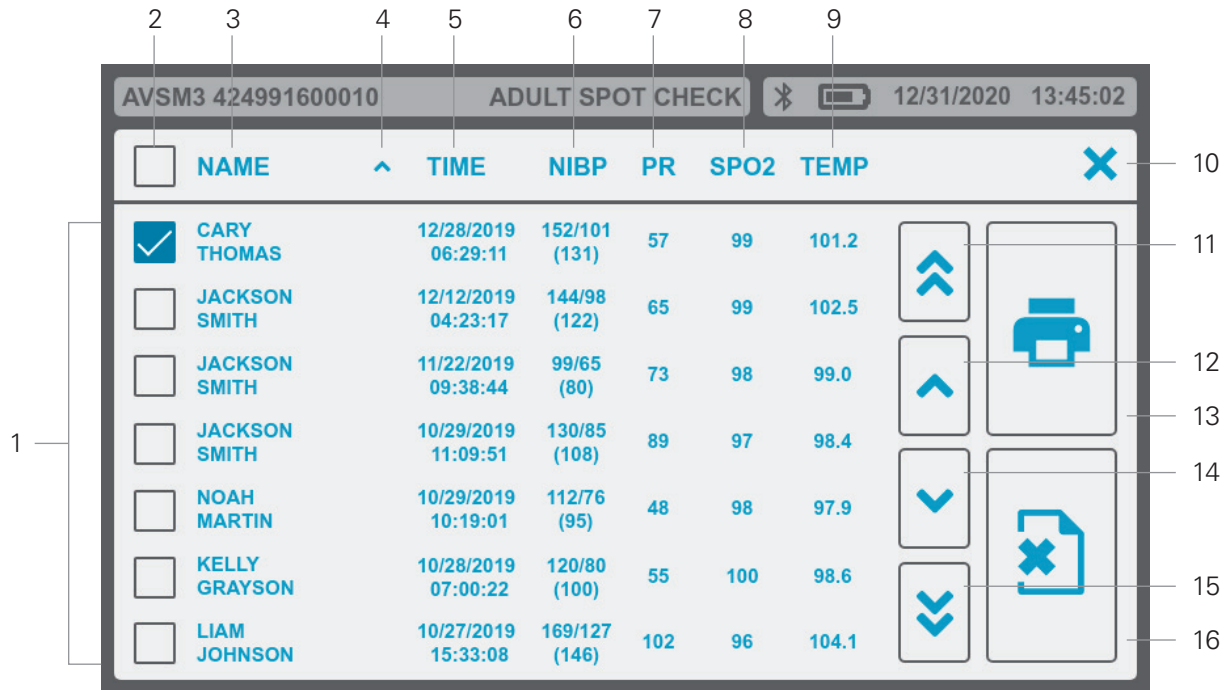 2 3 4 5 6 7 8 9
AVSM3 424991600010 ADULT SPOT CHECK 12/31/2020 13:45:02
NAME TIME NIBP PR SPO2 TEMP 10
CARY 12/28/2019 152/101
57 99 101.2 11
THOMAS 06:29:11 (131)
JACKSON 12/12/2019 144/98
65 99 102.5
SMITH 04:23:17 (122)
JACKSON 11/22/2019 99/65 12
73 98 99.0
SMITH 09:38:44 (80)
13
JACKSON 10/29/2019 130/85
1 89 97 98.4
SMITH 11:09:51 (108)
14
NOAH 10/29/2019 112/76
48 98 97.9
MARTIN 10:19:01 (95)
KELLY 10/28/2019 120/80
55 100 98.6 15
GRAYSON 07:00:22 (100)
LIAM 10/27/2019 169/127
102 96 104.1 16
JOHNSON 15:33:08 (146)